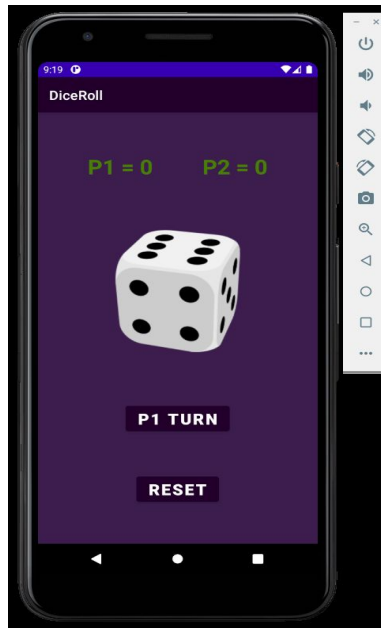 9:19
DiceRoll
P1 = 0 P2 = 0
P1 TURN
RESET